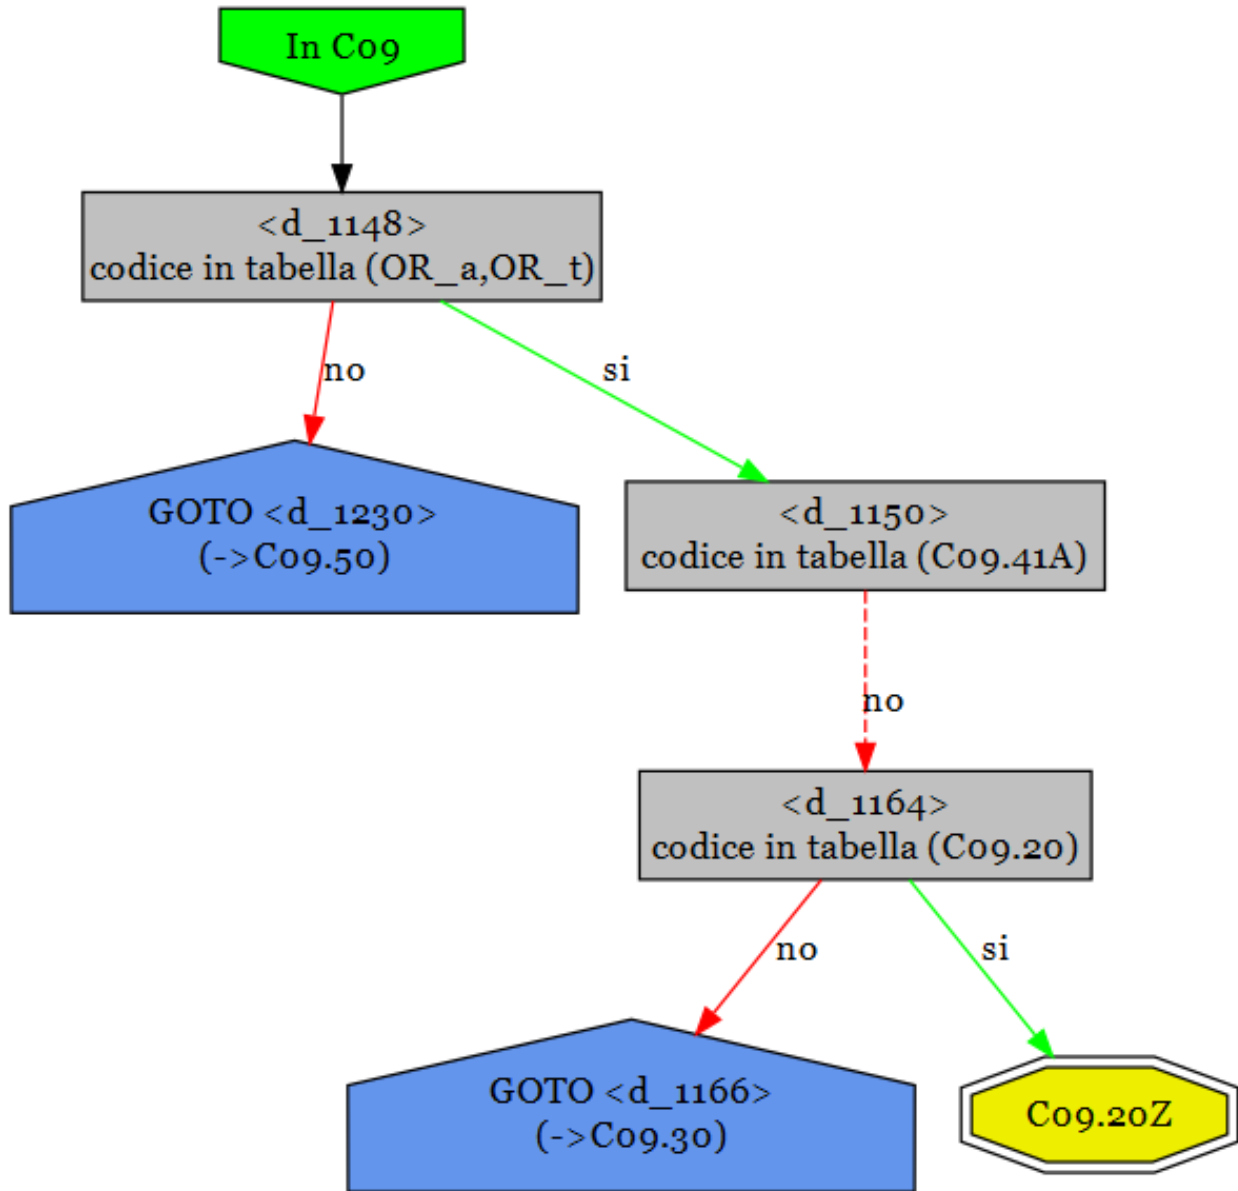 In C09
<d_1148>
codice in tabella (OR_a,OR_t)
no
si
GOTO <d_1230>
(->C09.50)
<d_1150>
codice in tabella (C09.41A)
no
<d_1164>
codice in tabella (C09.20)
no
si
GOTO <d_1166>
(->C09.30)
C09.20Z